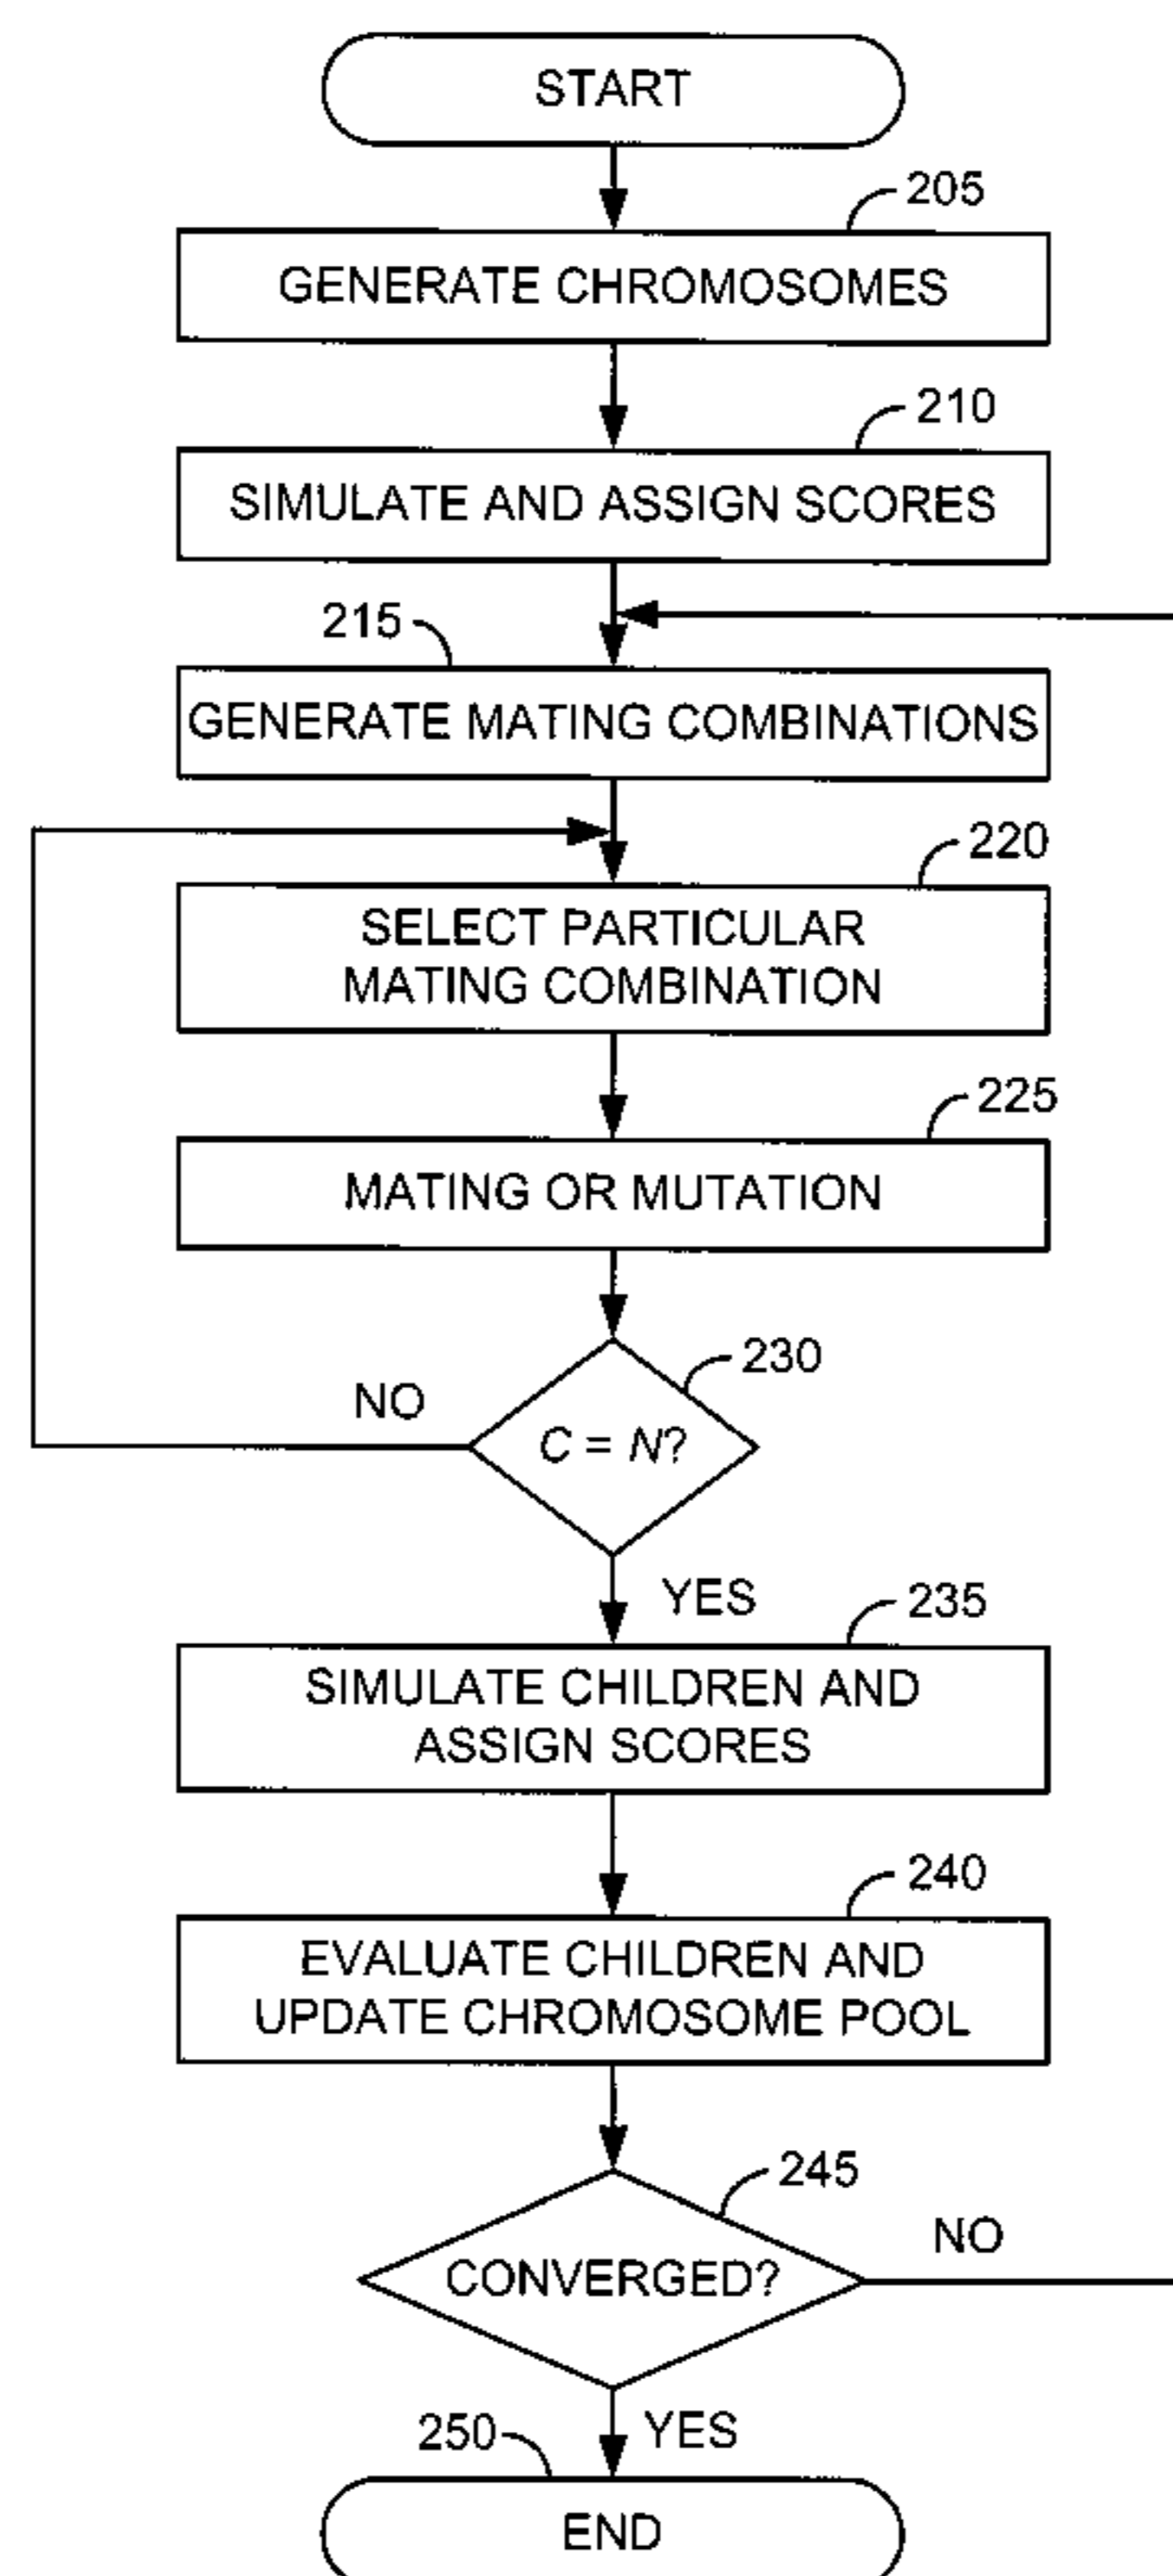 START
205
GENERATE CHROMOSOMES
210
SIMULATE AND ASSIGN SCORES
215
GENERATE MATING COMBINATIONS
220
SELECT PARTICULAR
MATING COMBINATION
225
MATING OR MUTATION
230
NO
C = N?
YES
235
SIMULATE CHILDREN AND
ASSIGN SCORES
240
EVALUATE CHILDREN AND
UPDATE CHROMOSOME POOL
245
NO
CONVERGED?
250
YES
END